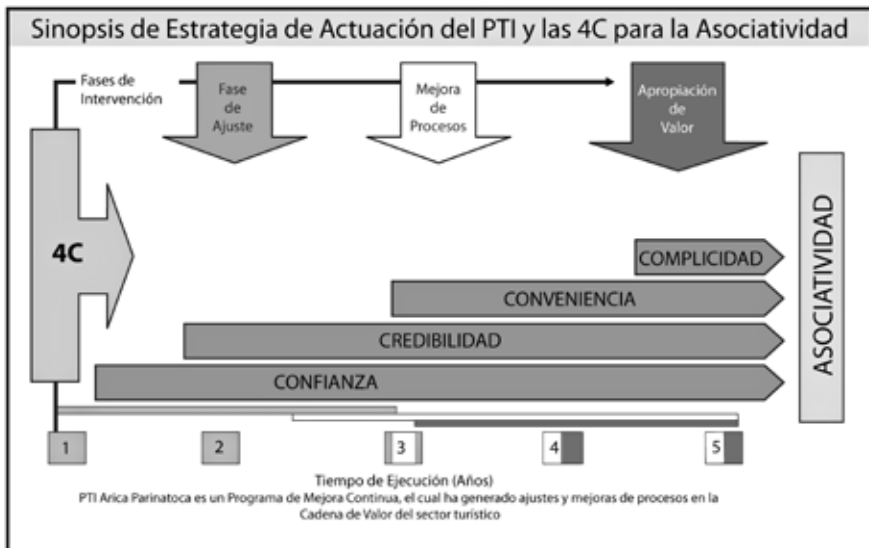 Sinopsis de Estrategia de Actuación del PTI y las 4C para la Asociatividad
Fases de
Intervención
Fase
de
Ajuste
Mejora
de
Procesos
Apropiación
de
Valor
4C
COMPLICIDAD
CONVENIENCIA
CREDIBILIDAD
CONFIANZA
ASOCIATIVIDAD
1
2
3
4
5
Tiempo de Ejecución (Años)
PTI Arica Parinatoca es un Programa de Mejora Continua, el cual ha generado ajustes y mejoras de procesos en la
Cadena de Valor del sector turístico